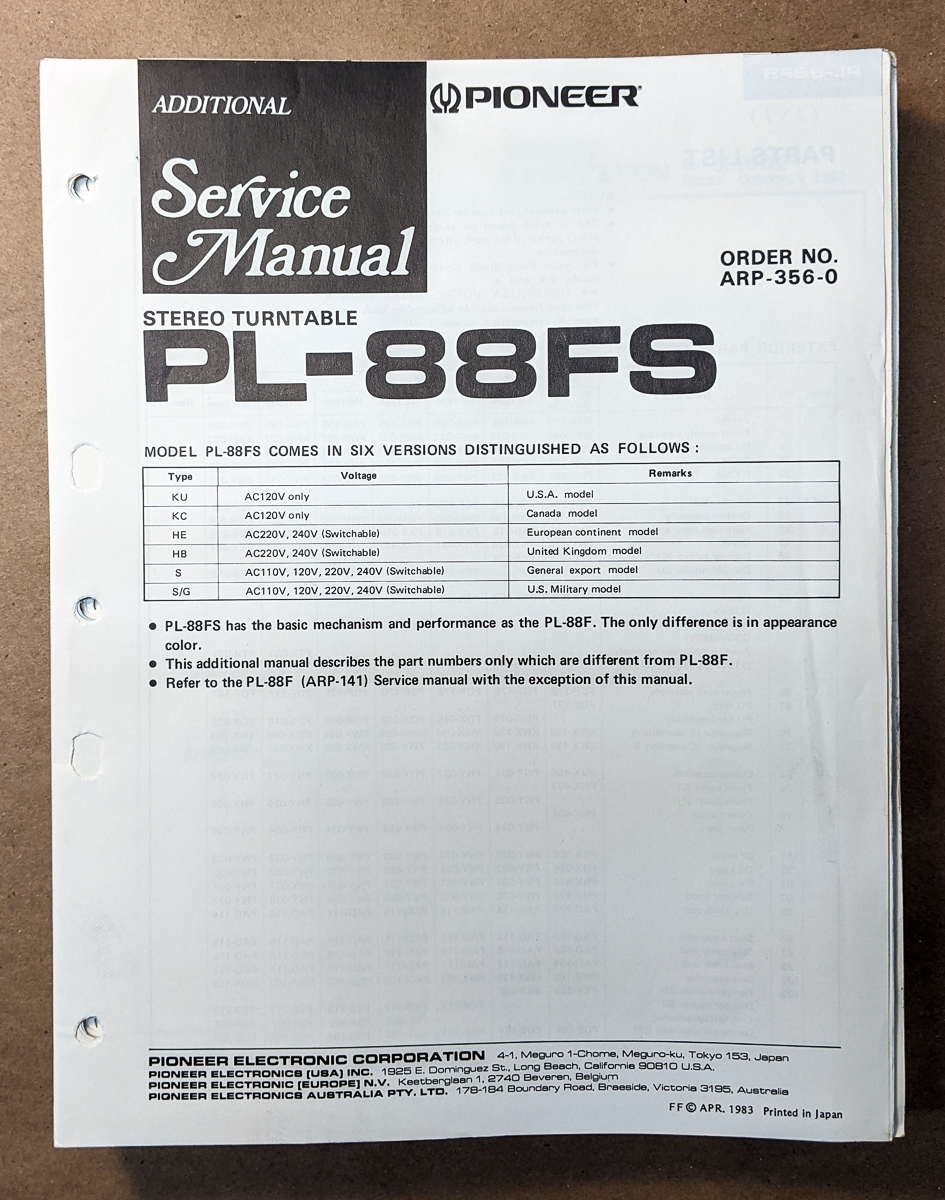 ADDITIONAL
Service
Manual
PIONEER®
ORDER NO.
ARP-356-0
STEREO TURNTABLE
PL-88FS
MODEL PL-88FS COMES IN SIX VERSIONS DISTINGUISHED AS FOLLOWS :
Type Voltage Remarks
KU AC120V only U.S.A. model
KC AC120V only Canada model
HE AC220V, 240V (Switchable) European continent model
HB AC220V, 240V (Switchable) United Kingdom model
S AC110V, 120V, 220V, 240V (Switchable) General export model
S/G AC110V, 120V, 220V, 240V (Switchable) U.S. Military model
● PL-88FS has the basic mechanism and performance as the PL-88F. The only difference is in appearance
color.
● This additional manual describes the part numbers only which are different from PL-88F.
● Refer to the PL-88F (ARP-141) Service manual with the exception of this manual.
PIONEER ELECTRONIC CORPORATION 4-1, Meguro 1-Chome, Meguro-ku, Tokyo 153, Japan
PIONEER ELECTRONICS [USA] INC. 1925 E. Dominguez St., Long Beach, California 90810 U.S.A.
PIONEER ELECTRONIC [EUROPE] N.V. Keetberglaan 1, 2740 Beveren, Belgium
PIONEER ELECTRONICS AUSTRALIA PTY. LTD. 178-184 Boundary Road, Braeside, Victoria 3195, Australia
FF © APR. 1983 Printed in Japan